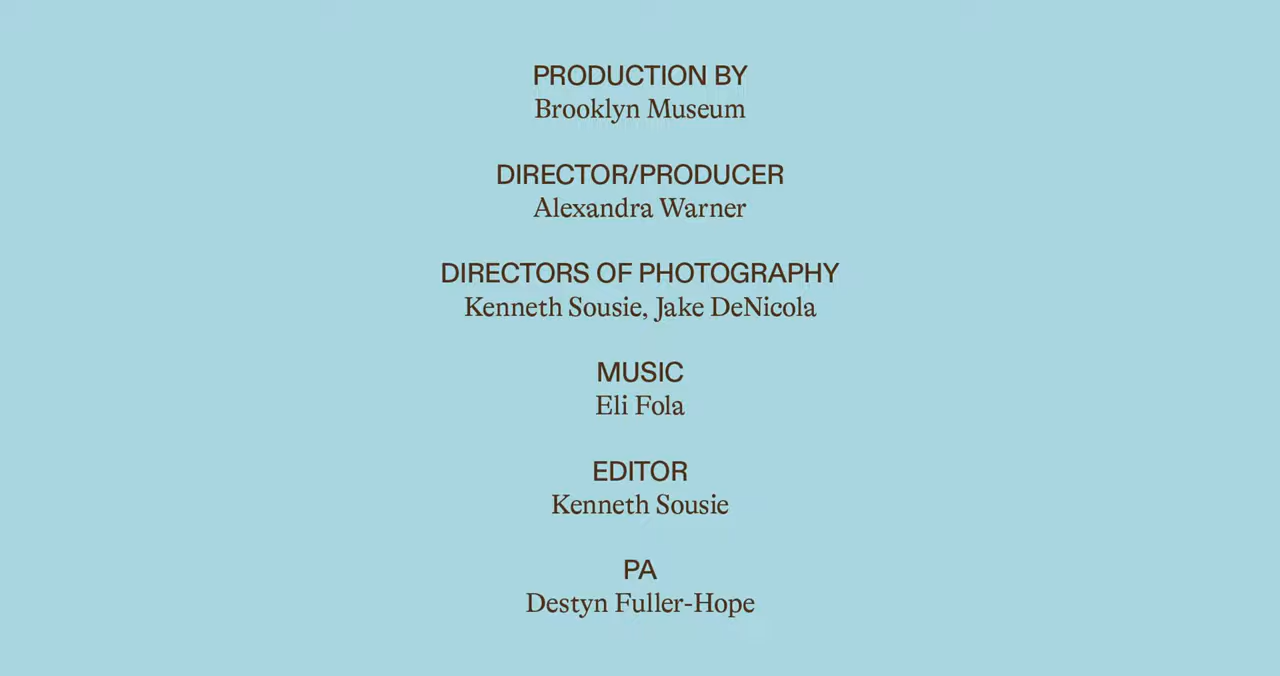 PRODUCTION BY
Brooklyn Museum
DIRECTOR/PRODUCER
Alexandra Warner
DIRECTORS OF PHOTOGRAPHY
Kenneth Sousie, Jake DeNicola
MUSIC
Eli Fola
EDITOR
Kenneth Sousie
PA
Destyn Fuller-Hope